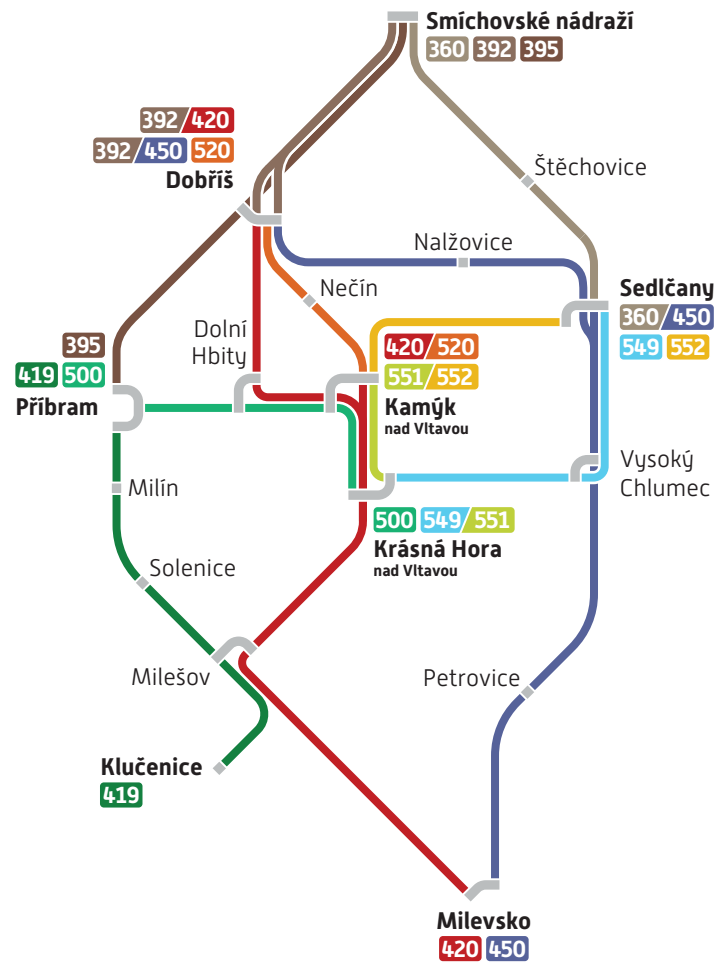 Smíchovské nádraží
360 392 395
392/420
392/450 520
Dobříš
Štěchovice
Nalžovice
Nečín
Sedlčany
360/450
549 552
Dolní
Hbity
395
419 500
Příbram
420/520
551/552
Kamýk
nad Vltavou
Vysoký
Chlumec
Milín
500 549/551
Krásná Hora
nad Vltavou
Solenice
Milešov
Petrovice
Klučenice
419
Milevsko
420 450